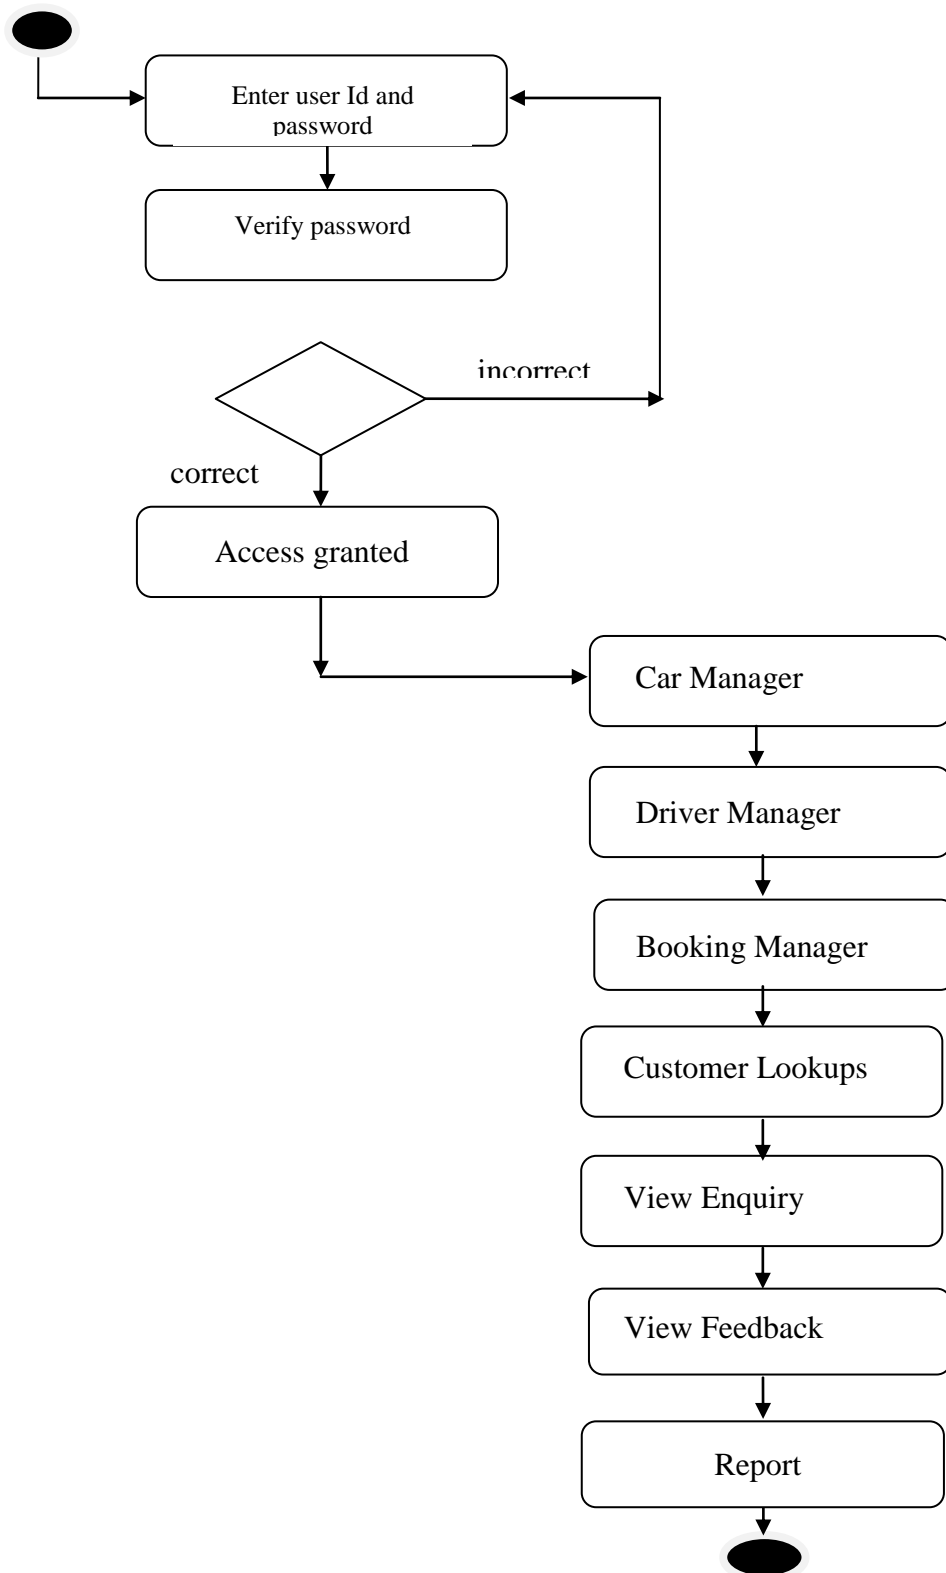 Enter user Id and
password
Verify password
incorrect
correct
Access granted
Car Manager
Driver Manager
Booking Manager
Customer Lookups
View Enquiry
View Feedback
Report